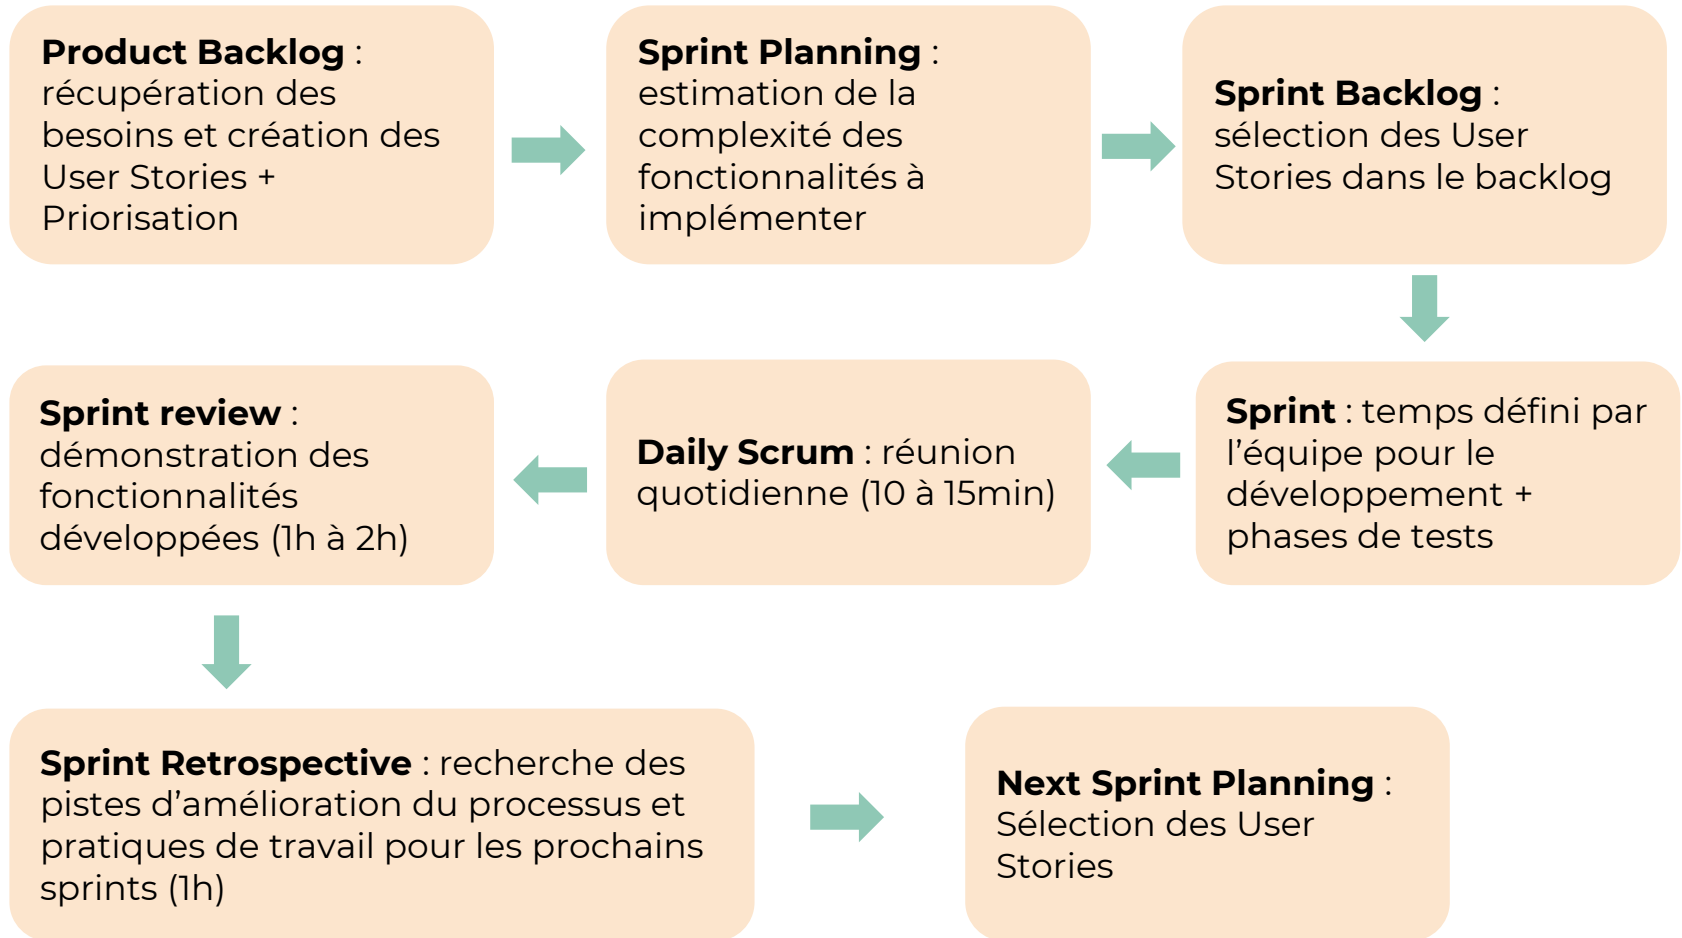 Product Backlog :
récupération des
besoins et création des
User Stories +
Priorisation
Sprint Planning :
estimation de la
complexité des
fonctionnalités à
implémenter
Sprint Backlog :
sélection des User
Stories dans le backlog
Sprint : temps défini par
l’équipe pour le
développement +
phases de tests
Daily Scrum : réunion
quotidienne (10 à 15min)
Sprint review :
démonstration des
fonctionnalités
développées (1h à 2h)
Sprint Retrospective : recherche des
pistes d’amélioration du processus et
pratiques de travail pour les prochains
sprints (1h)
Next Sprint Planning :
Sélection des User
Stories